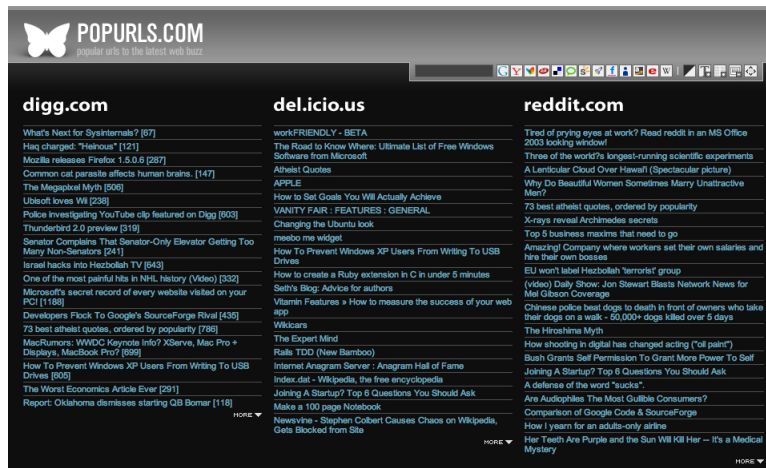 POPURLS.COM
popular urls to the latest web buzz
digg.com
What's Next for Sysinternals? [67]
Haq charged: "Heinous" [121]
Mozilla releases Firefox 1.5.0.6 [287]
Common cat parasite affects human brains. [147]
The Megapixel Myth [506]
Ubisoft loves Wii [238]
Police investigating YouTube clip featured on Digg [603]
Thunderbird 2.0 preview [319]
Senator Complains That Senator-Only Elevator Getting Too
Many Non-Senators [241]
Israel hacks into Hezbollah TV [643]
One of the most painful hits in NHL history (Video) [332]
Microsoft's secret record of every website visited on your
PC! [1188]
Developers Flock To Google's SourceForge Rival [435]
73 best atheist quotes, ordered by popularity [786]
MacRumors: WWDC Keynote Info? XServe, Mac Pro +
Displays, MacBook Pro? [699]
How To Prevent Windows XP Users From Writing To USB
Drives [605]
The Worst Economics Article Ever [291]
Report: Oklahoma dismisses starting QB Bomar [118]
MORE
del.icio.us
workFRIENDLY - BETA
The Road to Know Where: Ultimate List of Free Windows
Software from Microsoft
Atheist Quotes
APPLE
How to Set Goals You Will Actually Achieve
VANITY FAIR : FEATURES : GENERAL
Changing the Ubuntu look
meebo me widget
How To Prevent Windows XP Users From Writing To USB
Drives
How to create a Ruby extension in C in under 5 minutes
Seth's Blog: Advice for authors
Vitamin Features » How to measure the success of your web
app
Wikicars
The Expert Mind
Rails TDD (New Bamboo)
Internet Anagram Server : Anagram Hall of Fame
Index.dat - Wikipedia, the free encyclopedia
Joining A Startup? Top 6 Questions You Should Ask
Make a 100 page Notebook
Newsvine - Stephen Colbert Causes Chaos on Wikipedia,
Gets Blocked from Site
MORE
reddit.com
Tired of prying eyes at work? Read reddit in an MS Office
2003 looking window!
Three of the world?s longest-running scientific experiments
A Lenticular Cloud Over Hawai'i (Spectacular picture)
Why Do Beautiful Women Sometimes Marry Unattractive
Men?
73 best atheist quotes, ordered by popularity
X-rays reveal Archimedes secrets
Top 5 business maxims that need to go
Amazing! Company where workers set their own salaries and
hire their own bosses
EU won't label Hezbollah 'terrorist' group
(video) Daily Show: Jon Stewart Blasts Network News for
Mel Gibson Coverage
Chinese police beat dogs to death in front of owners who take
their dogs on a walk - 50,000+ dogs killed over 5 days
The Hiroshima Myth
How shooting in digital has changed acting ("oil paint")
Bush Grants Self Permission To Grant More Power To Self
Joining A Startup? Top 6 Questions You Should Ask
A defense of the word "sucks".
Are Audiophiles The Most Gullible Consumers?
Comparison of Google Code & SourceForge
How I yearn for an adults-only airline
Her Teeth Are Purple and the Sun Will Kill Her -- It's a Medical
Mystery
MORE